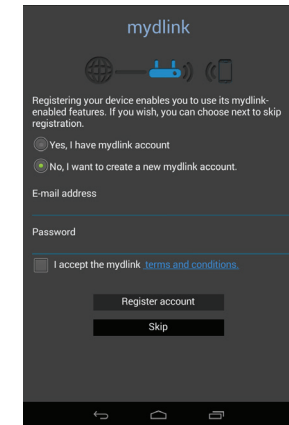 mydlink
Registering your device enables you to use its mydlink-
enabled features. If you wish, you can choose next to skip
registration.
Yes, I have mydlink account
No, I want to create a new mydlink account.
E-mail address
Password
I accept the mydlink terms and conditions.
Register account
Skip